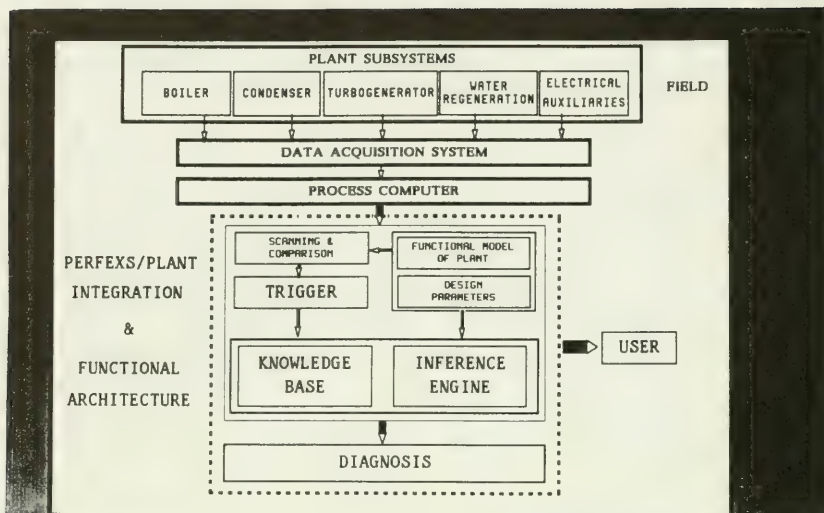 PLANT SUBSYSTEMS
BOILER
CONDENSER
TURBOGENERATOR
WATER
REGENERATION
ELECTRICAL
AUXILIARIES
FIELD
DATA ACQUISITION SYSTEM
PROCESS COMPUTER
PERFEXS/PLANT
INTEGRATION
&
FUNCTIONAL
ARCHITECTURE
SCANNING &
COMPARISON
FUNCTIONAL MODEL
OF PLANT
TRIGGER
DESIGN
PARAMETERS
KNOWLEDGE
BASE
INFERENCE
ENGINE
USER
DIAGNOSIS